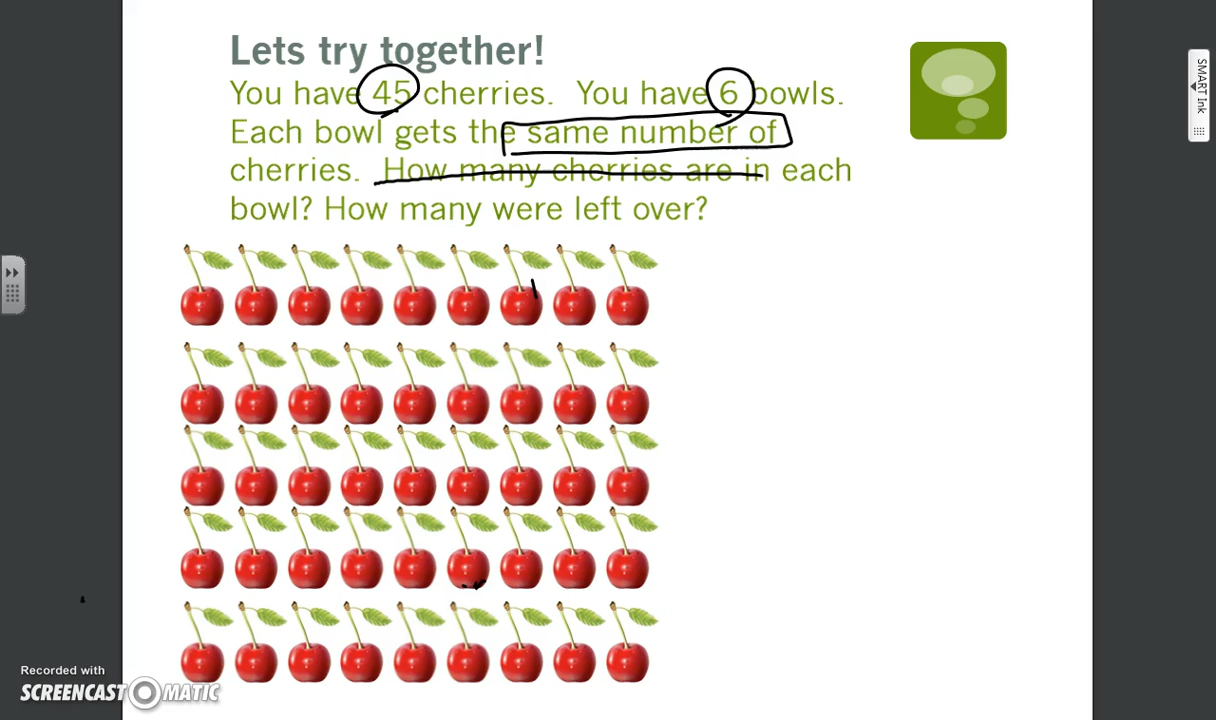 Lets try together!
You have 45 cherries. You have 6 bowls.
Each bowl gets the same number of
cherries. How many cherries are in each
bowl? How many were left over?
SMART Ink
Recorded with
SCREENCAST MATIC